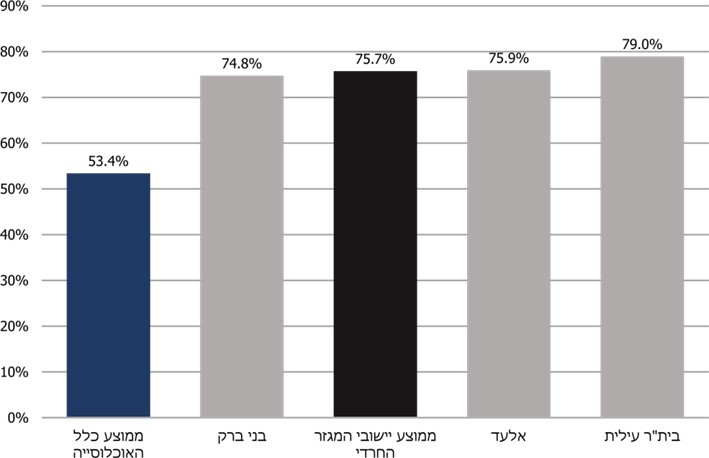 90%
80%
70%
60%
50%
40%
30%
20%
10%
0%
53.4%
74.8%
75.7%
75.9%
79.0%
ממוצע כלל
האוכלוסייה
בני ברק
ממוצע יישובי המגזר
החרדי
אלעד
בית"ר עילית